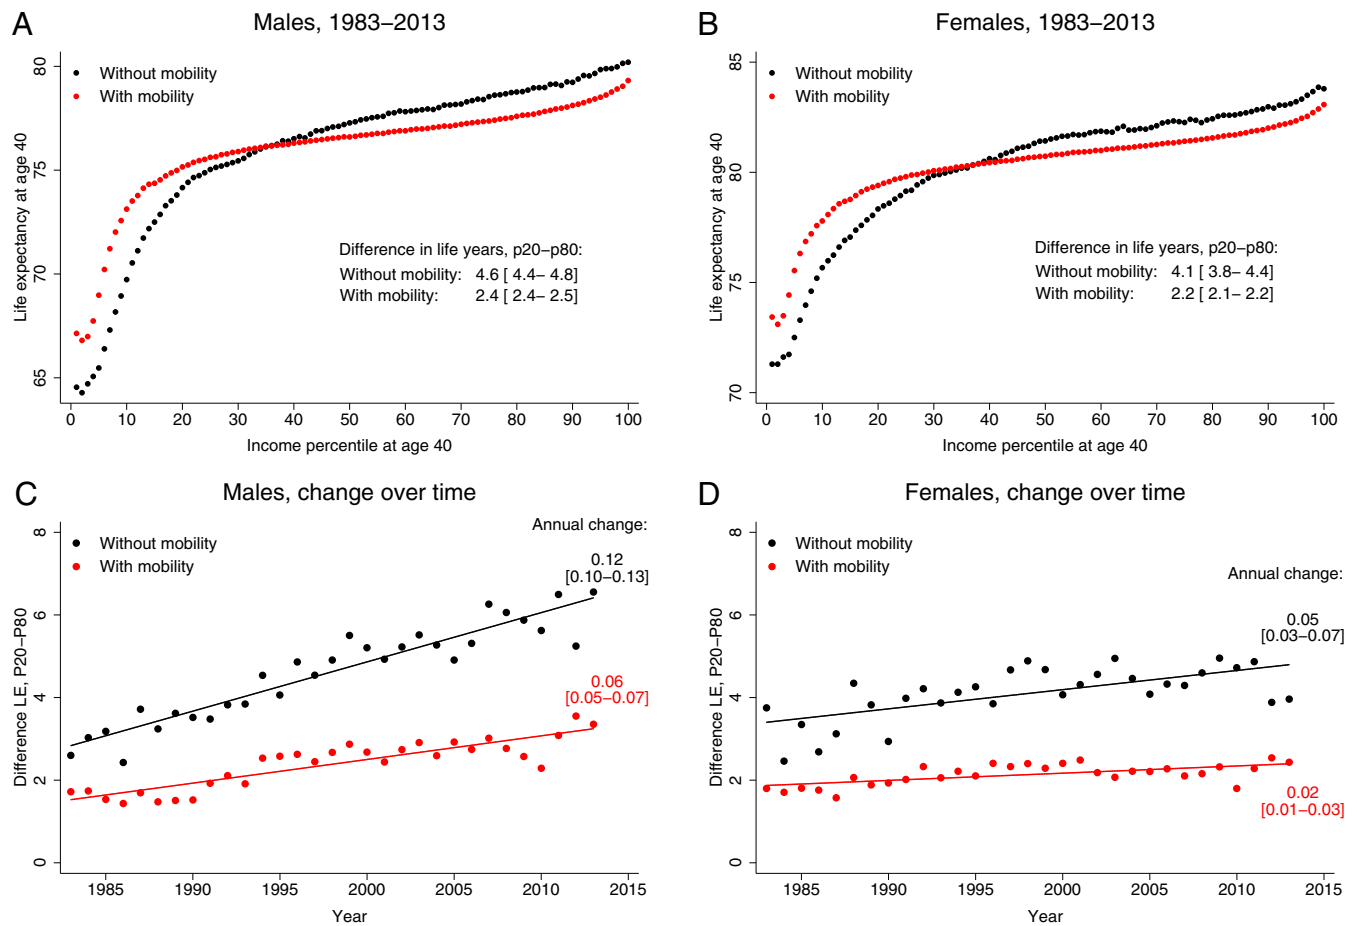 A
Males, 1983–2013
Without mobility
With mobility
Life expectancy at age 40
80
75
70
65
Difference in life years, p20–p80:
Without mobility: 4.6 [ 4.4– 4.8]
With mobility: 2.4 [ 2.4– 2.5]
0 10 20 30 40 50 60 70 80 90 100
Income percentile at age 40
B
Females, 1983–2013
Without mobility
With mobility
Life expectancy at age 40
85
80
75
70
Difference in life years, p20–p80:
Without mobility: 4.1 [ 3.8– 4.4]
With mobility: 2.2 [ 2.1– 2.2]
0 10 20 30 40 50 60 70 80 90 100
Income percentile at age 40
C
Males, change over time
Without mobility
With mobility
Annual change:
0.12
[0.10–0.13]
0.06
[0.05–0.07]
Difference LE, P20–P80
8
6
4
2
0
1985 1990 1995 2000 2005 2010 2015
Year
D
Females, change over time
Without mobility
With mobility
Annual change:
0.05
[0.03–0.07]
0.02
[0.01–0.03]
Difference LE, P20–P80
8
6
4
2
0
1985 1990 1995 2000 2005 2010 2015
Year